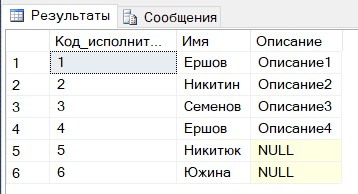 Результаты Сообщения
Код_исполнит... Имя Описание
1 1 Ершов Описание1
2 2 Никитин Описание2
3 3 Семенов Описание3
4 4 Ершов Описание4
5 5 Никитюк NULL
6 6 Южина NULL